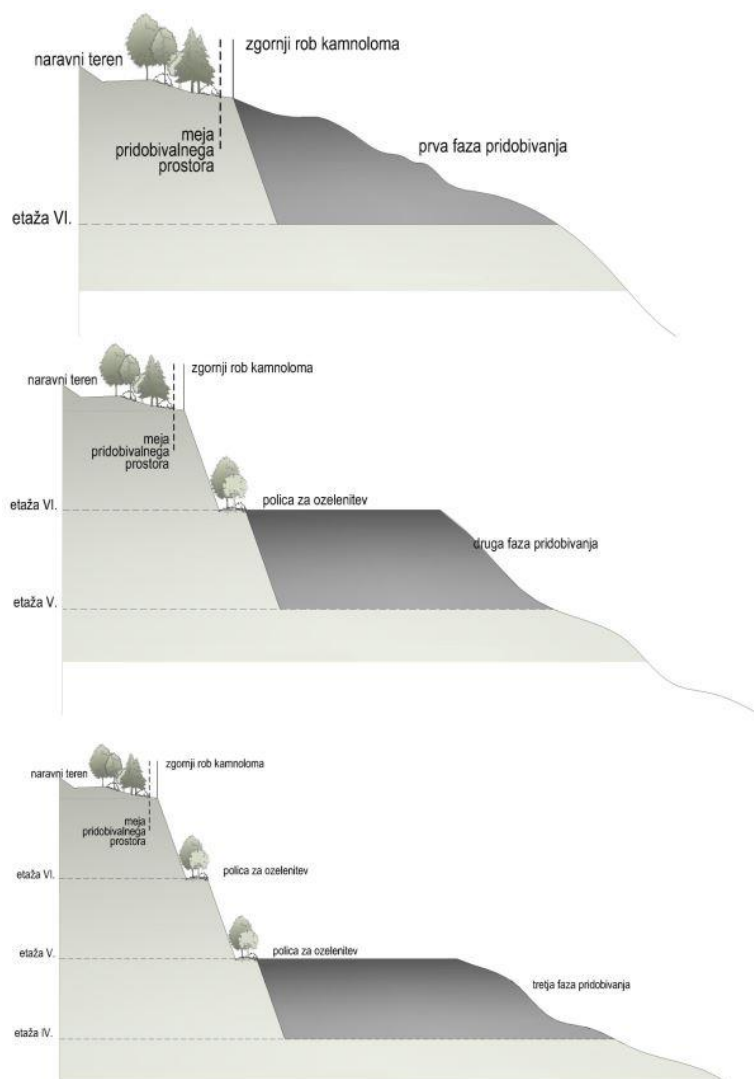 zgornji rob kamnoloma
naravni teren
meja
pridobivalnega
prostora
prva faza pridobivanja
etaža VI.
zgornji rob kamnoloma
naravni teren
meja
pridobivalnega
prostora
etaža VI.
polica za ozelenitev
druga faza pridobivanja
etaža V.
zgornji rob kamnoloma
naravni teren
meja
pridobivalnega
prostora
etaža VI.
polica za ozelenitev
etaža V.
polica za ozelenitev
tretja faza pridobivanja
etaža IV.